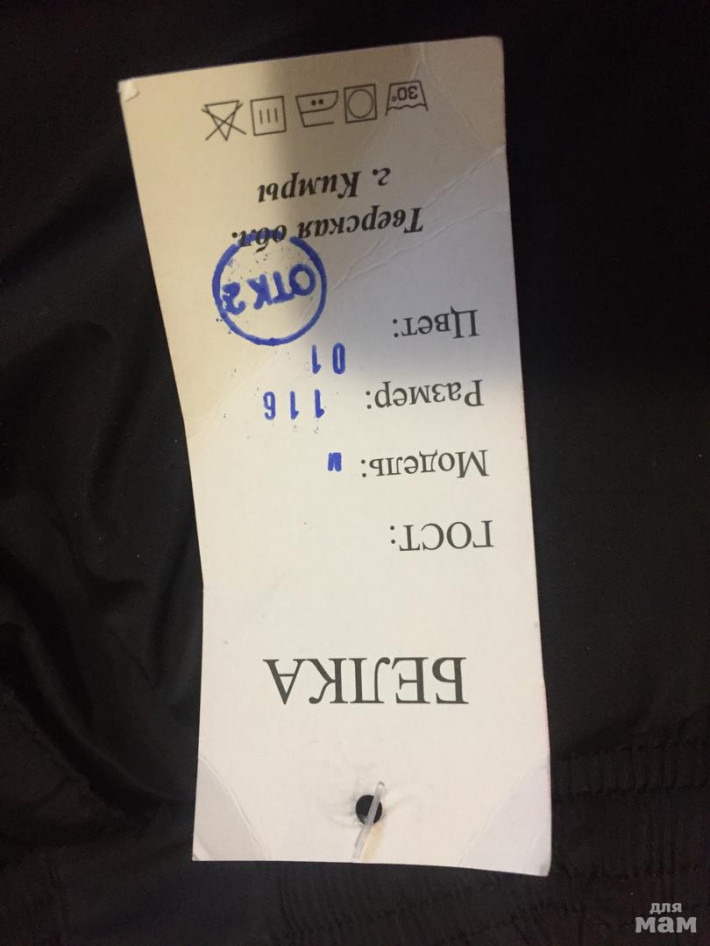 БЕЛКА
ГОСТ:
Модель: м
Размер: 116
01
Цвет:
ОТК 2
Тверская обл.
г. Кимры
30°
для
мам